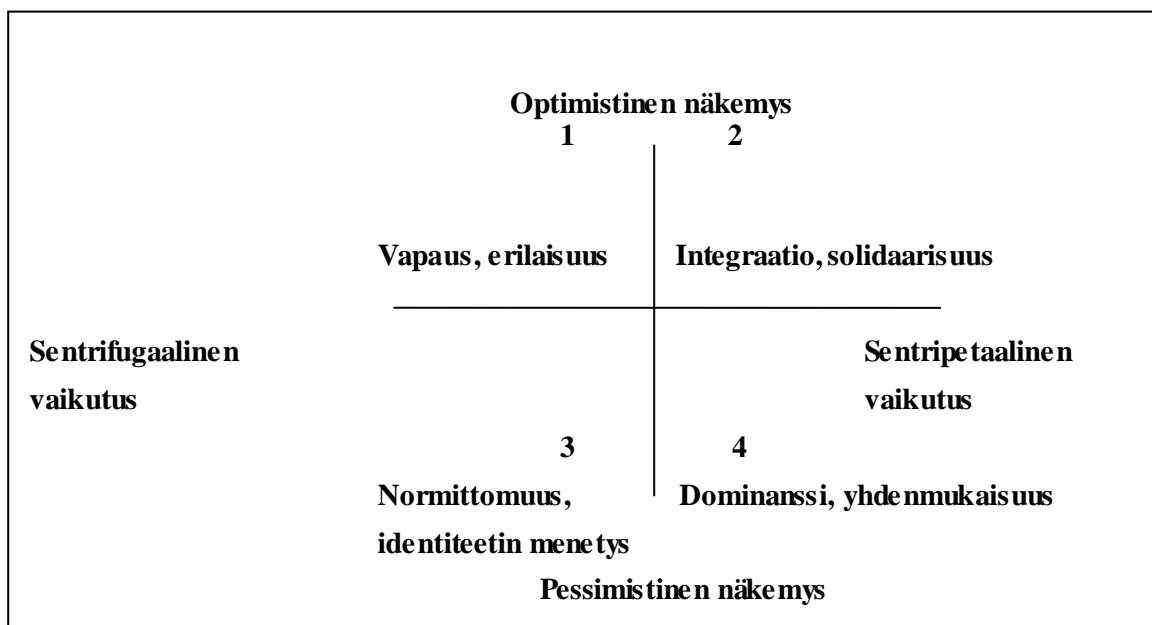 Optimistinen näkemys
1 2
Vapaus, erilaisuus Integraatio, solidaarisuus
Sentrifugaalinen Sentripetaalinen
vaikutus vaikutus
3 4
Normittomuus, Dominanssi, yhdenmukaisuus
identiteetin menetys
Pessimistinen näkemys